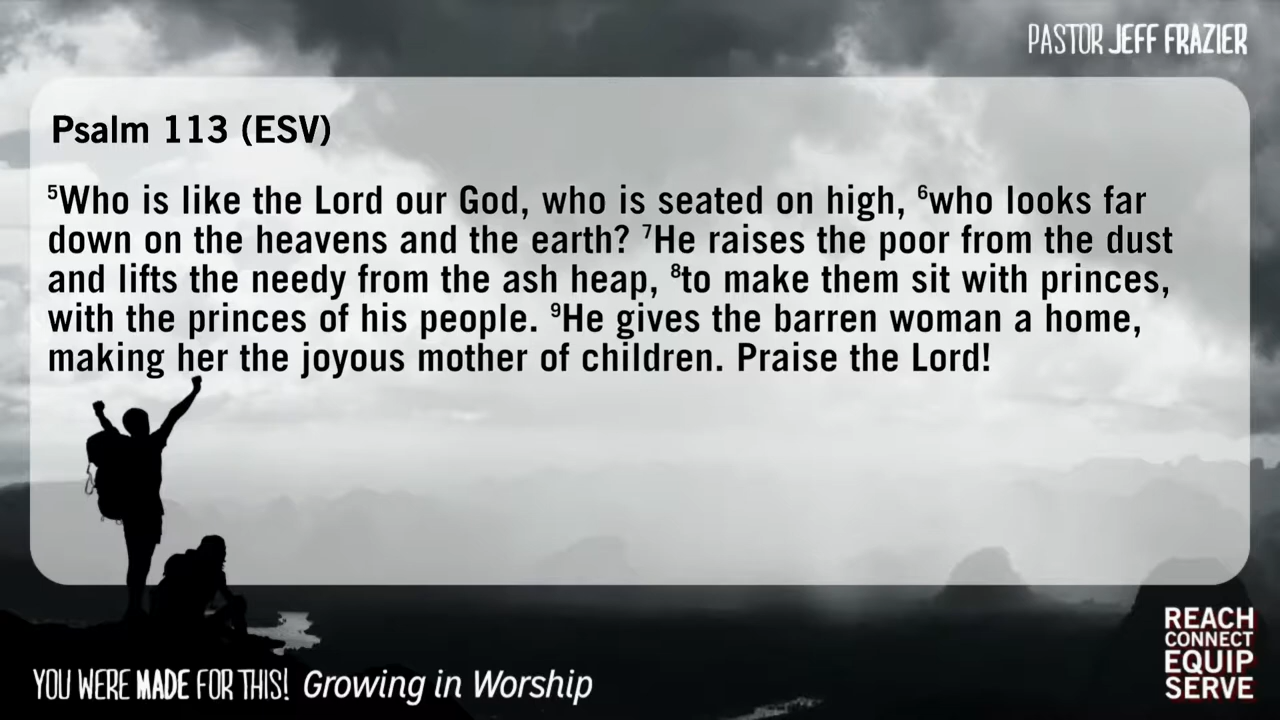 PASTOR JEFF FRAZIER
Psalm 113 (ESV)
⁵Who is like the Lord our God, who is seated on high, ⁶who looks far
down on the heavens and the earth? ⁷He raises the poor from the dust
and lifts the needy from the ash heap, ⁸to make them sit with princes,
with the princes of his people. ⁹He gives the barren woman a home,
making her the joyous mother of children. Praise the Lord!
REACH
CONNECT
EQUIP
SERVE
YOU WERE MADE FOR THIS! Growing in Worship